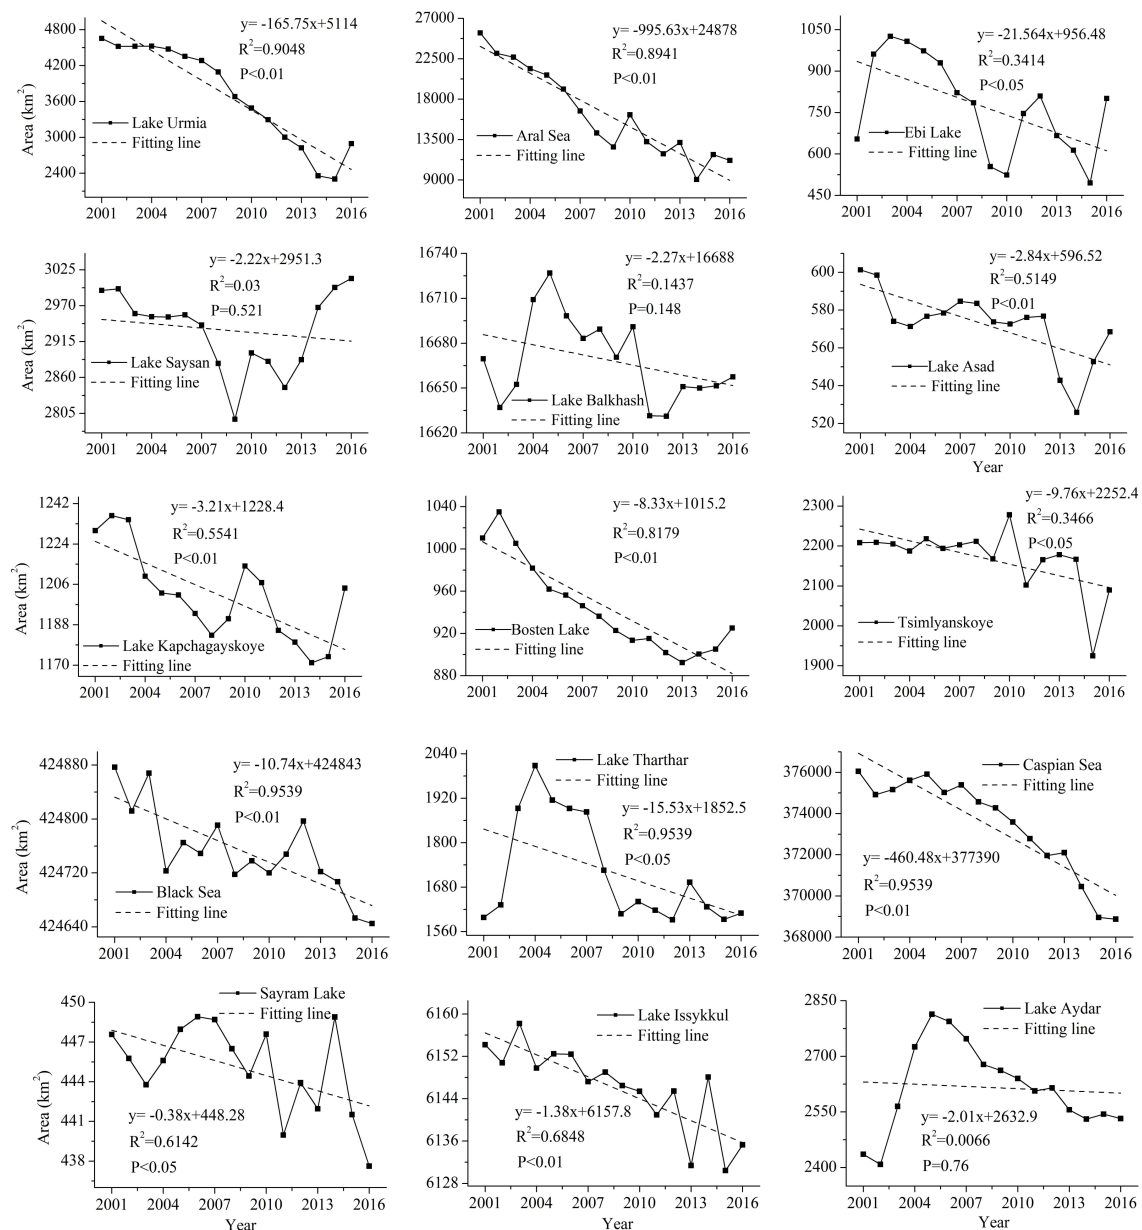 y= -165.75x+5114
R²=0.9048
P<0.01
Lake Urmia
Fitting line
Area (km²)
4800
4200
3600
3000
2400
2001 2004 2007 2010 2013 2016
y= -995.63x+24878
R²=0.8941
P<0.01
Aral Sea
Fitting line
27000
22500
18000
13500
9000
2001 2004 2007 2010 2013 2016
y= -21.564x+956.48
R²=0.3414
P<0.05
Ebi Lake
Fitting line
1050
900
750
600
450
2001 2004 2007 2010 2013 2016
y= -2.22x+2951.3
R²=0.03
P=0.521
Lake Saysan
Fitting line
Area (km²)
3025
2970
2915
2860
2805
2001 2004 2007 2010 2013 2016
y= -2.27x+16688
R²=0.1437
P=0.148
Lake Balkhash
Fitting line
16740
16710
16680
16650
16620
2001 2004 2007 2010 2013 2016
y= -2.84x+596.52
R²=0.5149
P<0.01
Lake Asad
Fitting line
600
580
560
540
520
2001 2004 2007 2010 2013 2016
Year
y= -3.21x+1228.4
R²=0.5541
P<0.01
Lake Kapchagayskoye
Fitting line
Area (km²)
1242
1224
1206
1188
1170
2001 2004 2007 2010 2013 2016
y= -8.33x+1015.2
R²=0.8179
P<0.01
Bosten Lake
Fitting line
1040
1000
960
920
880
2001 2004 2007 2010 2013 2016
y= -9.76x+2252.4
R²=0.3466
P<0.05
Tsimlyanskoye
Fitting line
2300
2200
2100
2000
1900
2001 2004 2007 2010 2013 2016
y= -10.74x+424843
R²=0.9539
P<0.01
Black Sea
Fitting line
Area (km²)
424880
424800
424720
424640
2001 2004 2007 2010 2013 2016
Lake Tharthar
Fitting line
y= -15.53x+1852.5
R²=0.9539
P<0.05
2040
1920
1800
1680
1560
2001 2004 2007 2010 2013 2016
Caspian Sea
Fitting line
y= -460.48x+377390
R²=0.9539
P<0.01
376000
374000
372000
370000
368000
2001 2004 2007 2010 2013 2016
Sayram Lake
Fitting line
y= -0.38x+448.28
R²=0.6142
P<0.05
Area (km²)
450
447
444
441
438
2001 2004 2007 2010 2013 2016
Year
Lake Issykkul
Fitting line
y= -1.38x+6157.8
R²=0.6848
P<0.01
6160
6152
6144
6136
6128
2001 2004 2007 2010 2013 2016
Year
Lake Aydar
Fitting line
y= -2.01x+2632.9
R²=0.0066
P=0.76
2850
2700
2550
2400
2001 2004 2007 2010 2013 2016
Year